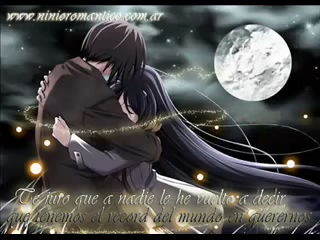 www.ninioromantico.com.ar
Te juro que a nadie le he vuelto a decir
que tenemos el record del mundo en querernos